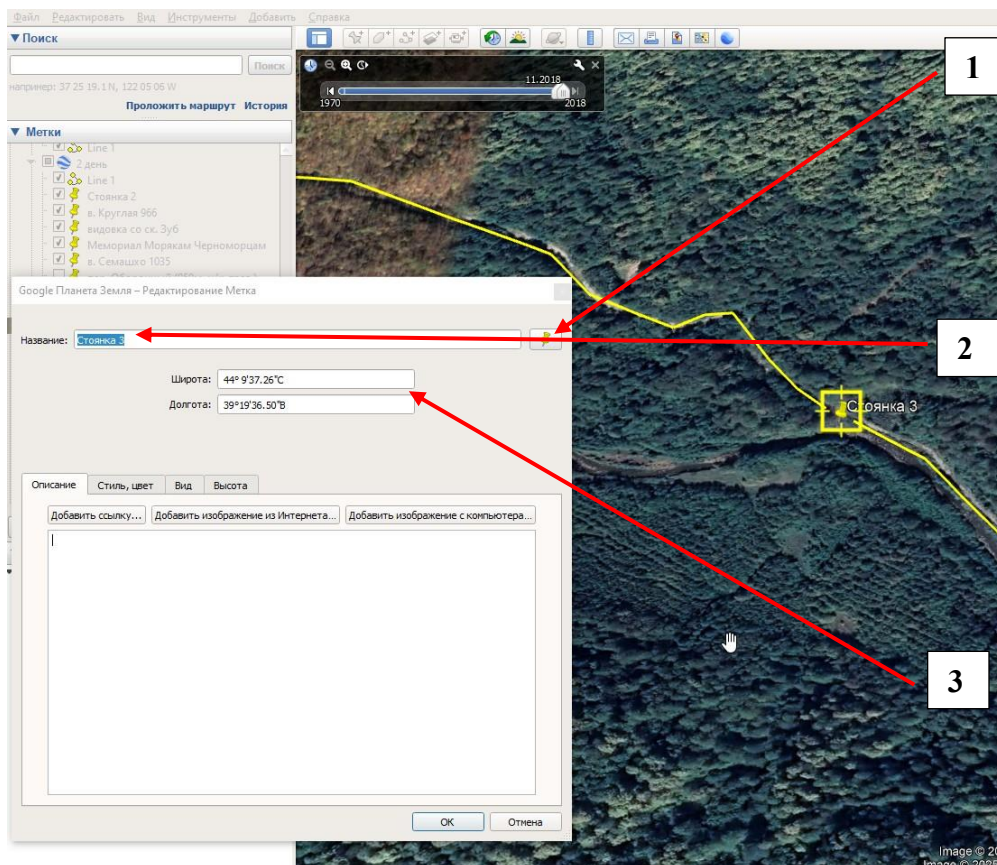 Файл Редактировать Вид Инструменты Добавить Справка
▼ Поиск
Поиск
например: 37 25 19.1 N, 122 05 06 W
Проложить маршрут История
▼ Метки
Line 1
2 день
Line 1
Стоянка 2
в. Круглая 966
видовка со ск. Зуб
Мемориал Морякам Черноморцам
в. Семашхо 1035
11.2018
1970
2018
1
Google Планета Земля – Редактирование Метка
Название: Стоянка 3
2
Широта: 44° 9'37.26"С
Долгота: 39°19'36.50"В
Стоянка 3
Описание Стиль, цвет Вид Высота
Добавить ссылку... Добавить изображение из Интернета... Добавить изображение с компьютера...
3
ОК Отмена
Image © 20